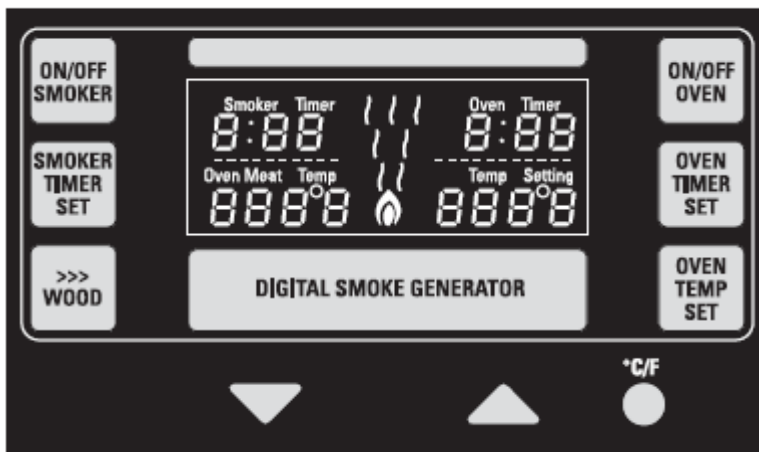 ON/OFF
SMOKER
SMOKER
TIMER
SET
>>>
WOOD
Smoker Timer
8:88
Oven Timer
8:88
Oven Meat Temp
888°8
Temp Setting
888°8
DIGITAL SMOKE GENERATOR
ON/OFF
OVEN
OVEN
TIMER
SET
OVEN
TEMP
SET
°C/F